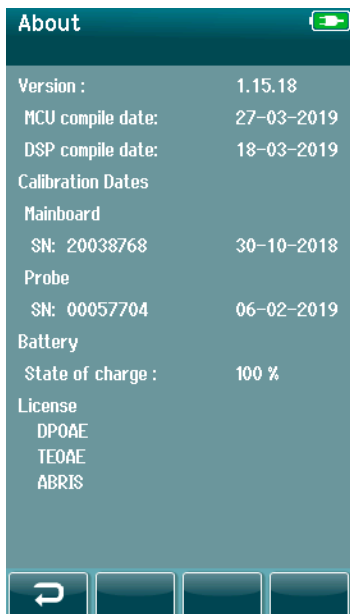 About
Version : 1.15.18
MCU compile date: 27-03-2019
DSP compile date: 18-03-2019
Calibration Dates
Mainboard
SN: 20038768 30-10-2018
Probe
SN: 00057704 06-02-2019
Battery
State of charge : 100 %
License
DPOAE
TEOAE
ABRIS